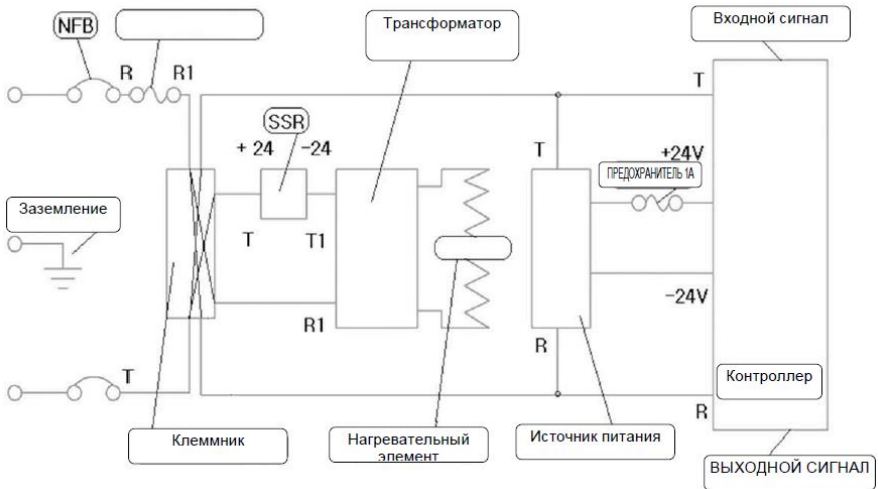 NFB
Трансформатор
Входной сигнал
R R1
T
SSR
+ 24 -24
T
+24V
ПРЕДОХРАНИТЕЛЬ 1А
Заземление
T T1
-24V
R1
R
T
Контроллер
R
Клеммник
Нагревательный
элемент
Источник питания
ВЫХОДНОЙ СИГНАЛ